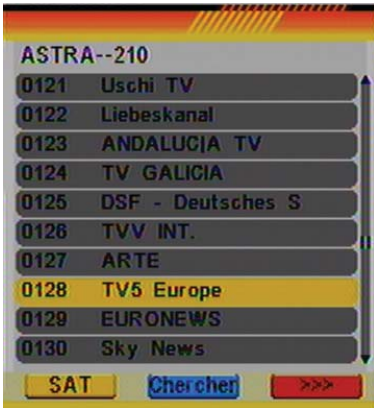 ASTRA--210
0121 Uschi TV
0122 Liebeskanal
0123 ANDALUCIA TV
0124 TV GALICIA
0125 DSF - Deutsches S
0126 TVV INT.
0127 ARTE
0128 TV5 Europe
0129 EURONEWS
0130 Sky News
SAT Chercher >>>